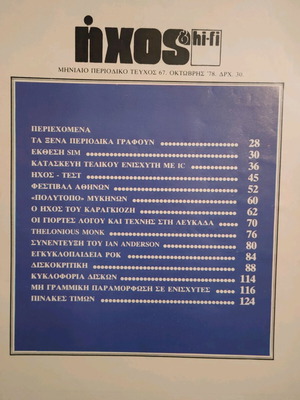 ήχος & hi-fi
ΜΗΝΙΑΙΟ ΠΕΡΙΟΔΙΚΟ ΤΕΥΧΟΣ 67. ΟΚΤΩΒΡΗΣ '78. ΔΡΧ. 50
ΠΕΡΙΕΧΟΜΕΝΑ
ΤΑ ΞΕΝΑ ΠΕΡΙΟΔΙΚΑ ΓΡΑΦΟΥΝ 28
ΕΚΘΕΣΗ SIM 30
ΚΑΤΑΣΚΕΥΗ ΤΕΛΙΚΟΥ ΕΝΙΣΧΥΤΗ ΜΕ IC 36
ΗΧΟΣ - ΤΕΣΤ 45
ΦΕΣΤΙΒΑΛ ΑΘΗΝΩΝ 52
«ΠΟΛΥΤΟΠΟ» ΜΥΚΗΝΩΝ 60
Ο ΗΧΟΣ ΤΟΥ ΚΑΡΑΓΚΙΟΖΗ 62
ΟΙ ΓΙΟΡΤΕΣ ΛΟΓΟΥ ΚΑΙ ΤΕΧΝΗΣ ΣΤΗ ΛΕΥΚΑΔΑ 70
THELONIOUS MONK 76
ΣΥΝΕΝΤΕΥΞΗ ΤΟΥ IAN ANDERSON 80
ΕΓΚΥΚΛΟΠΑΙΔΕΙΑ ΡΟΚ 84
ΔΙΣΚΟΚΡΙΤΙΚΗ 88
ΚΥΚΛΟΦΟΡΙΑ ΔΙΣΚΩΝ 114
ΜΗ ΓΡΑΜΜΙΚΗ ΠΑΡΑΜΟΡΦΩΣΗ ΣΕ ΕΝΙΣΧΥΤΕΣ 116
ΠΙΝΑΚΕΣ ΤΙΜΩΝ 124